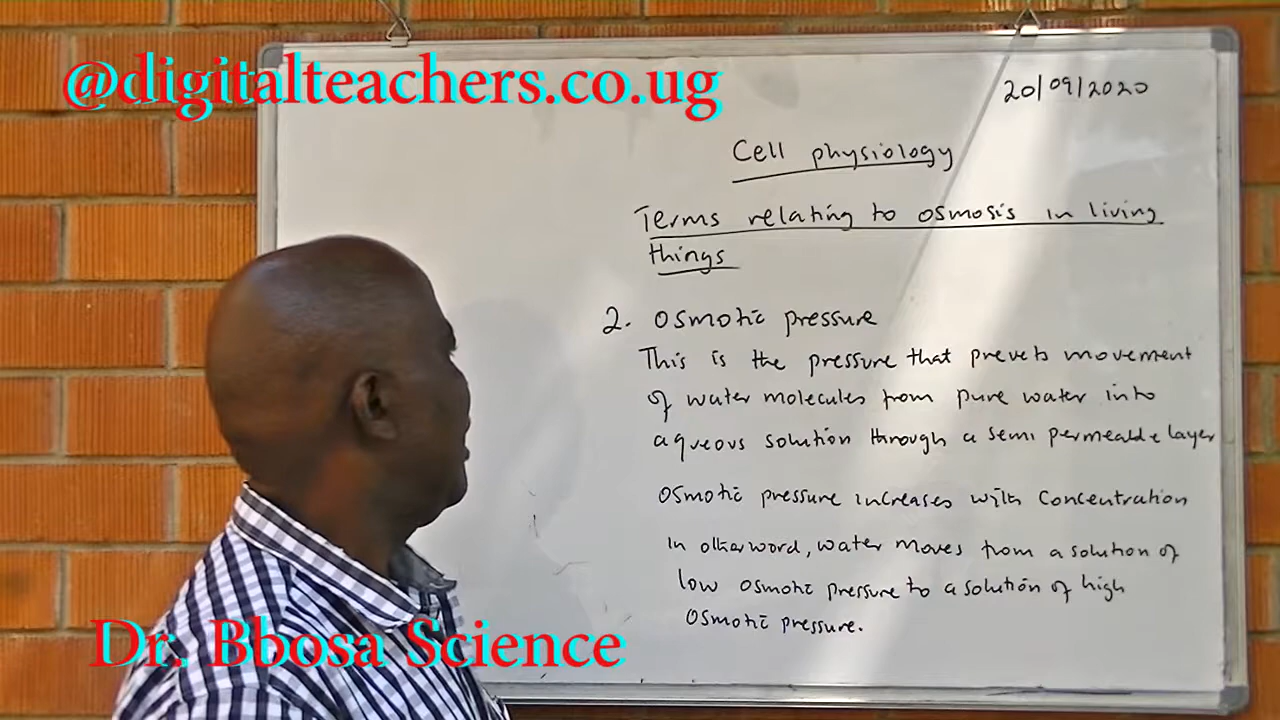 @digitalteachers.co.ug
20/09/2020
Cell physiology
Terms relating to osmosis in living
things
2. Osmotic pressure
This is the pressure that prevets movement
of water molecules from pure water into
aqueous solution through a semi permeable layer
Osmotic pressure increases with concentration
In otherword, water moves from a solution of
low osmotic pressure to a solution of high
osmotic pressure.
Dr. Bbosa Science